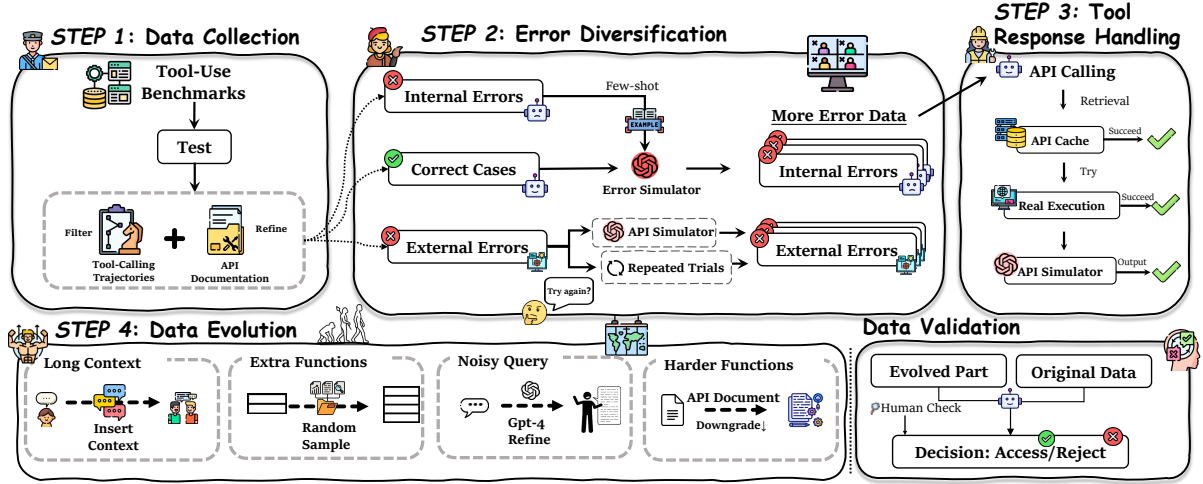 STEP 1: Data Collection
Tool-Use
Benchmarks
Test
Filter
Refine
Tool-Calling
Trajectories
API
Documentation
STEP 2: Error Diversification
Internal Errors
Few-shot
EXAMPLE
Correct Cases
Error Simulator
External Errors
API Simulator
Repeated Trials
Try again?
More Error Data
Internal Errors
External Errors
STEP 3: Tool
Response Handling
API Calling
Retrieval
API Cache
Succeed
Try
Real Execution
Succeed
API Simulator
Output
STEP 4: Data Evolution
Long Context
Insert
Context
Extra Functions
Random
Sample
Noisy Query
Gpt-4
Refine
Harder Functions
API Document
Downgrade↓
Data Validation
Evolved Part
Original Data
Human Check
Decision: Access/Reject